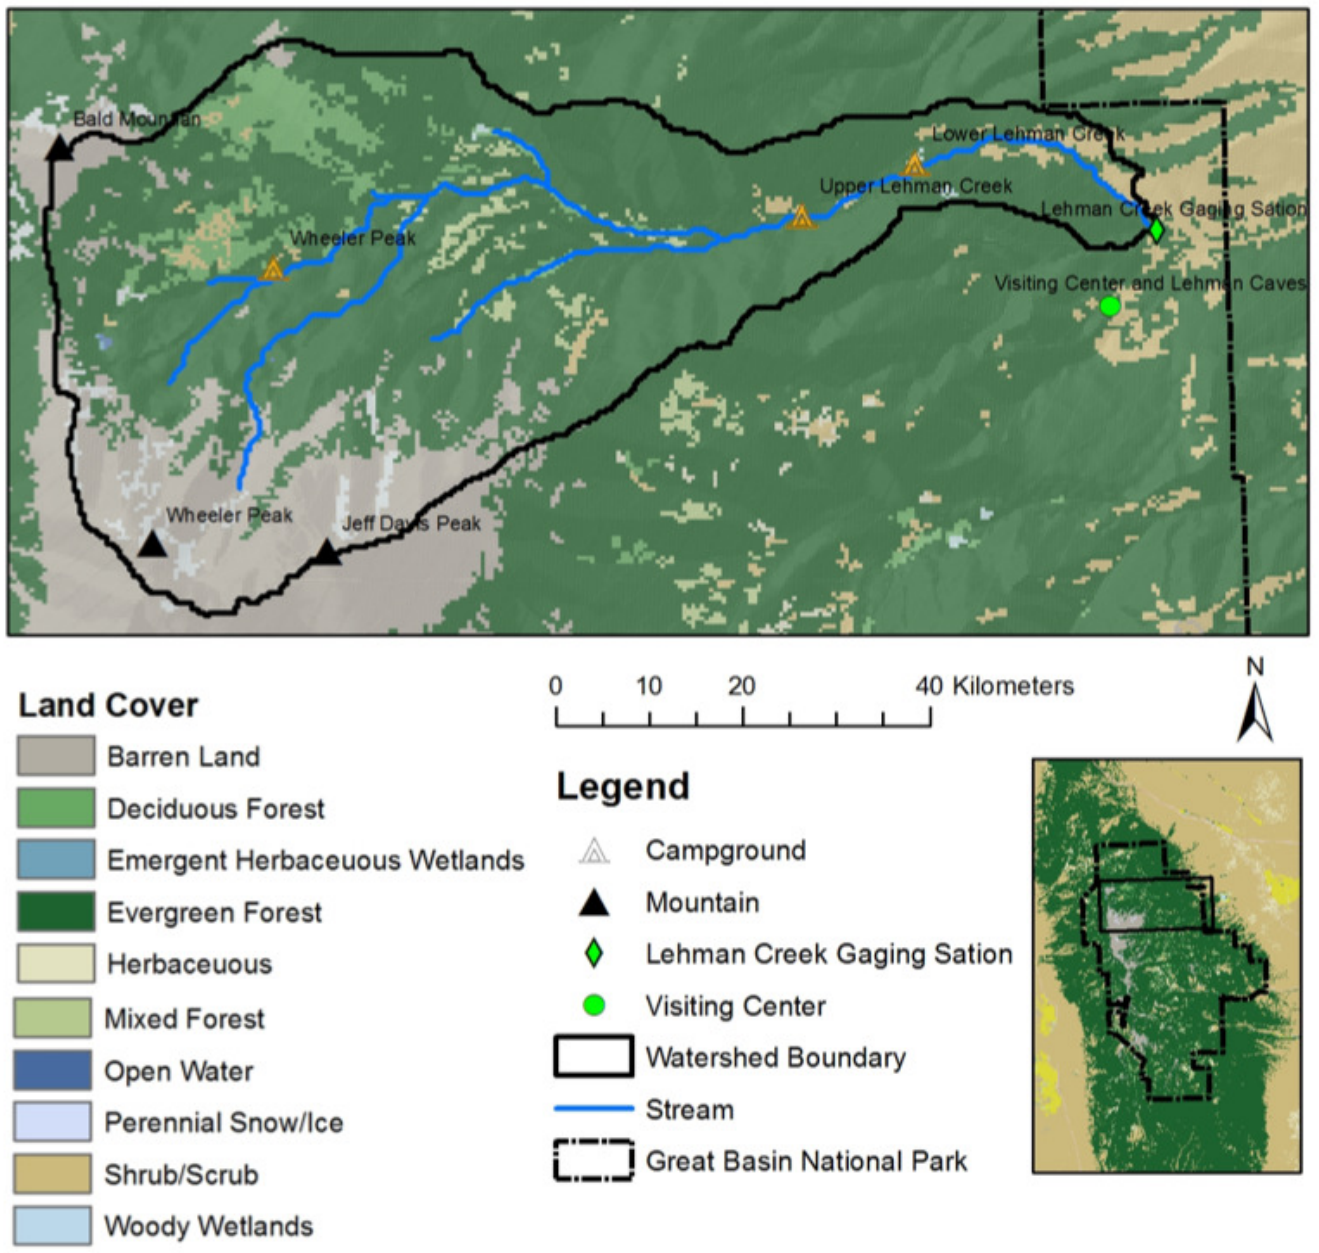 Bald Mountian
Lower Lehman Creek
Upper Lehman Creek
Lehman Creek Gaging Sation
Wheeler Peak
Visiting Center and Lehman Caves
Wheeler Peak
Jeff Davis Peak
Land Cover
Barren Land
Deciduous Forest
Emergent Herbaceuous Wetlands
Evergreen Forest
Herbaceuous
Mixed Forest
Open Water
Perennial Snow/Ice
Shrub/Scrub
Woody Wetlands
0 10 20 40 Kilometers
Legend
Campground
Mountain
Lehman Creek Gaging Sation
Visiting Center
Watershed Boundary
Stream
Great Basin National Park
N